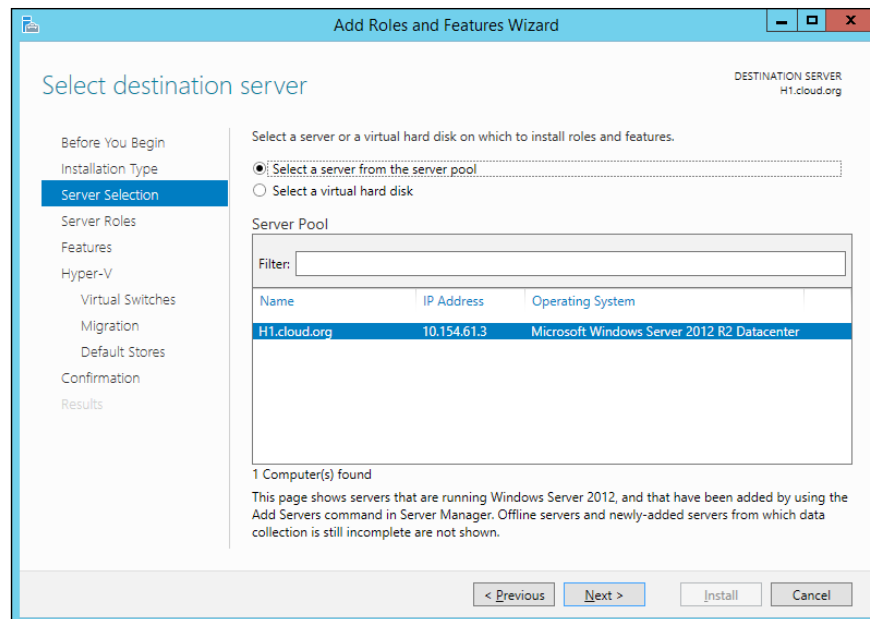 Add Roles and Features Wizard
Select destination server
DESTINATION SERVER
H1.cloud.org
Before You Begin
Installation Type
Server Selection
Server Roles
Features
Hyper-V
Virtual Switches
Migration
Default Stores
Confirmation
Results
Select a server or a virtual hard disk on which to install roles and features.
Select a server from the server pool
Select a virtual hard disk
Server Pool
Filter:
Name IP Address Operating System
H1.cloud.org 10.154.61.3 Microsoft Windows Server 2012 R2 Datacenter
1 Computer(s) found
This page shows servers that are running Windows Server 2012, and that have been added by using the
Add Servers command in Server Manager. Offline servers and newly-added servers from which data
collection is still incomplete are not shown.
< Previous Next > Install Cancel